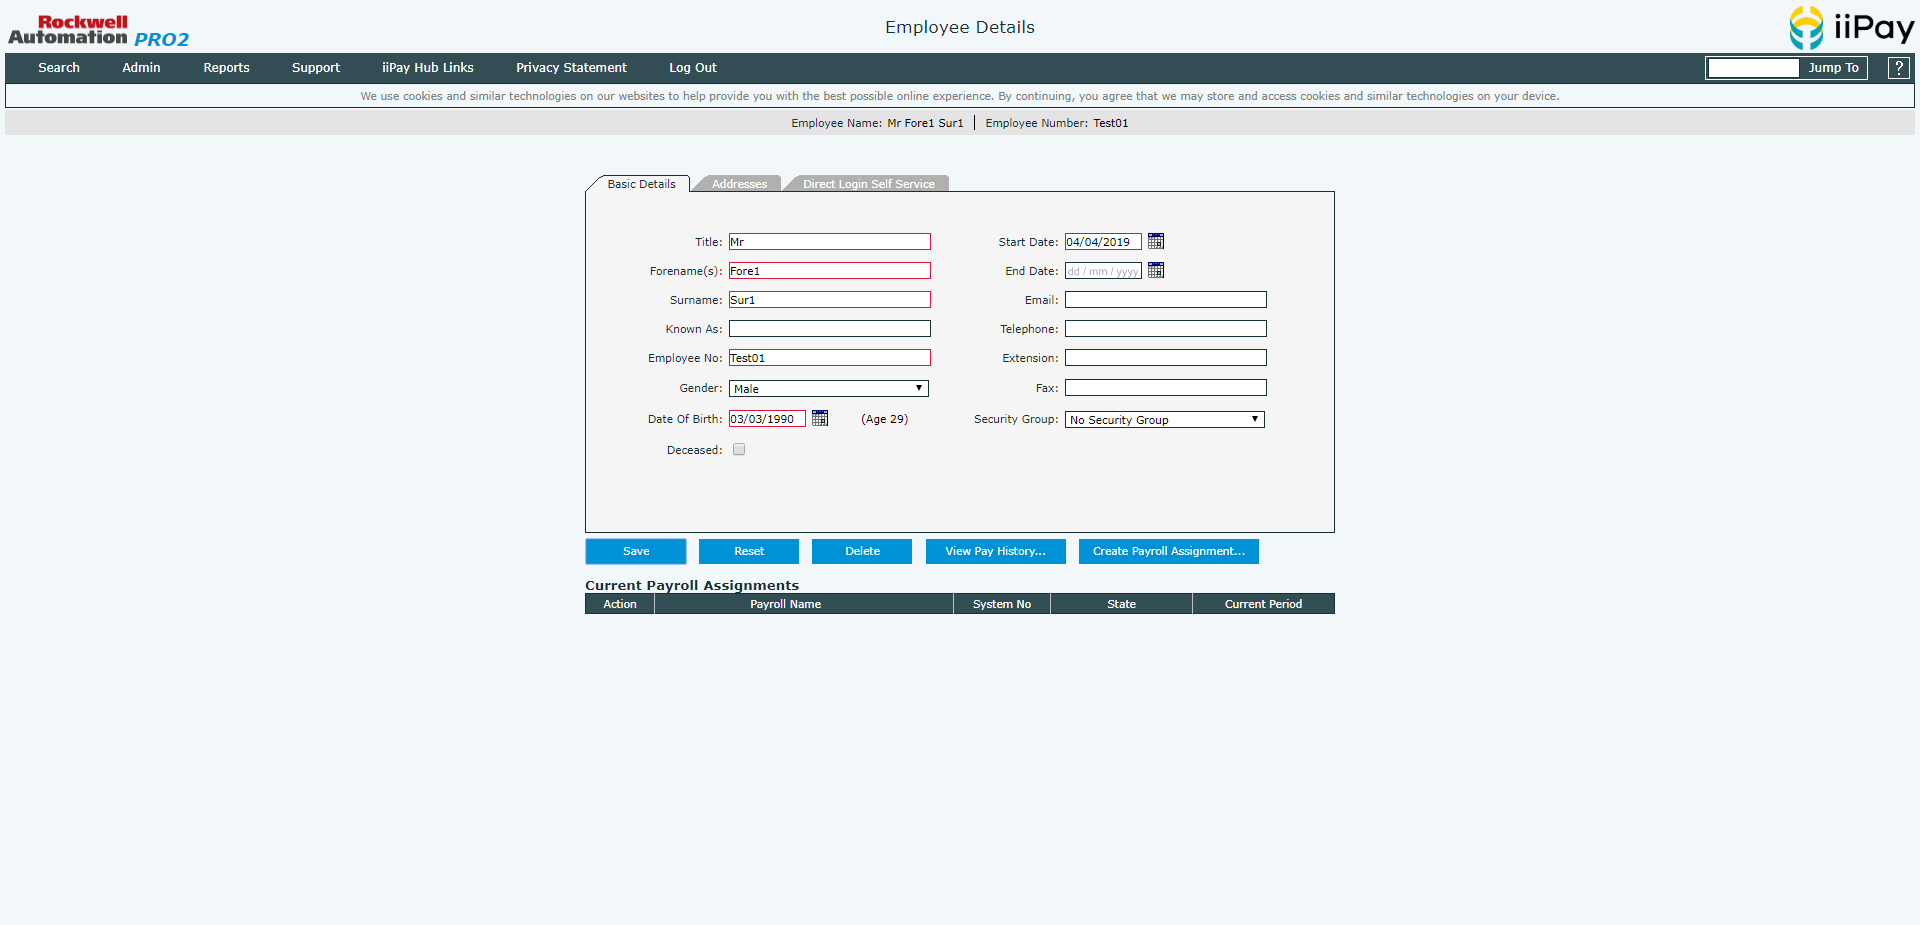 Rockwell
Automation PRO2
Employee Details
iiPay
Search Admin Reports Support iiPay Hub Links Privacy Statement Log Out Jump To ?
We use cookies and similar technologies on our websites to help provide you with the best possible online experience. By continuing, you agree that we may store and access cookies and similar technologies on your device.
Employee Name: Mr Fore1 Sur1 | Employee Number: Test01
Basic Details Addresses Direct Login Self Service
Title: Mr Start Date: 04/04/2019
Forename(s): Fore1 End Date: dd / mm / yyyy
Surname: Sur1 Email:
Known As: Telephone:
Employee No: Test01 Extension:
Gender: Male Fax:
Date Of Birth: 03/03/1990 (Age 29) Security Group: No Security Group
Deceased:
Save Reset Delete View Pay History... Create Payroll Assignment...
Current Payroll Assignments
Action Payroll Name System No State Current Period